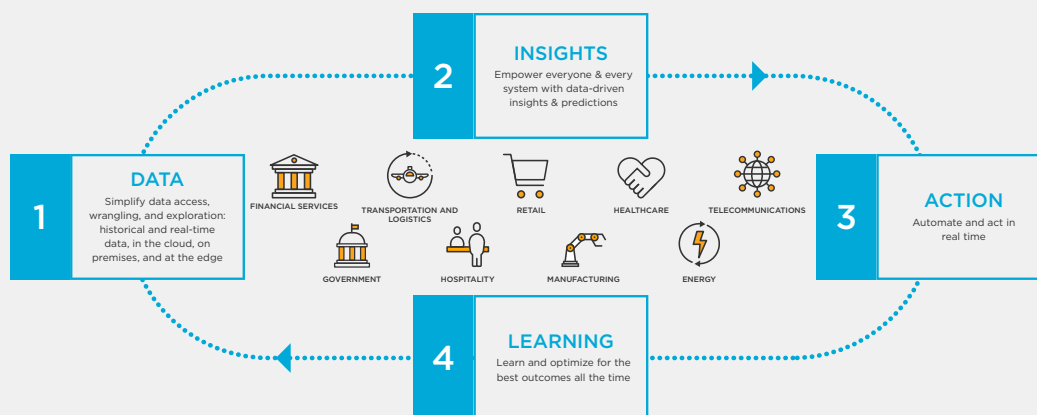 2
INSIGHTS
Empower everyone & every
system with data-driven
insights & predictions
1
DATA
Simplify data access,
wrangling, and exploration:
historical and real-time
data, in the cloud, on
premises, and at the edge
FINANCIAL SERVICES
TRANSPORTATION AND
LOGISTICS
RETAIL
HEALTHCARE
TELECOMMUNICATIONS
GOVERNMENT
HOSPITALITY
MANUFACTURING
ENERGY
3
ACTION
Automate and act in
real time
4
LEARNING
Learn and optimize for the
best outcomes all the time